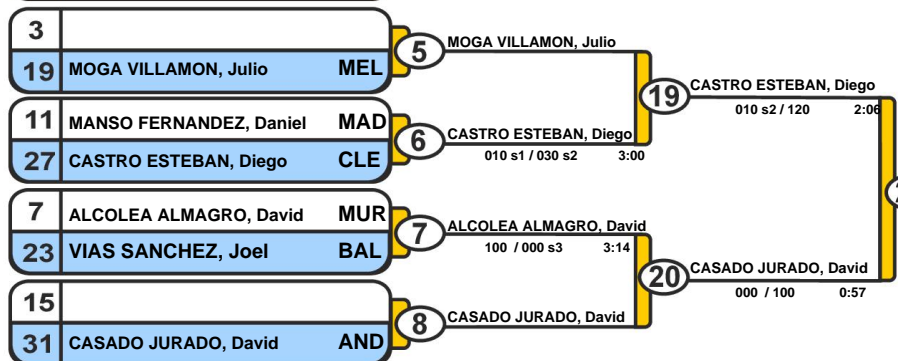 3
19 MOGA VILLAMON, Julio MEL
11 MANSO FERNANDEZ, Daniel MAD
27 CASTRO ESTEBAN, Diego CLE
7 ALCOLEA ALMAGRO, David MUR
23 VIAS SANCHEZ, Joel BAL
15
31 CASADO JURADO, David AND
5 MOGA VILLAMON, Julio
6 CASTRO ESTEBAN, Diego
010 s1 / 030 s2 3:00
7 ALCOLEA ALMAGRO, David
100 / 000 s3 3:14
8 CASADO JURADO, David
19 CASTRO ESTEBAN, Diego
010 s2 / 120 2:06
20 CASADO JURADO, David
000 / 100 0:57